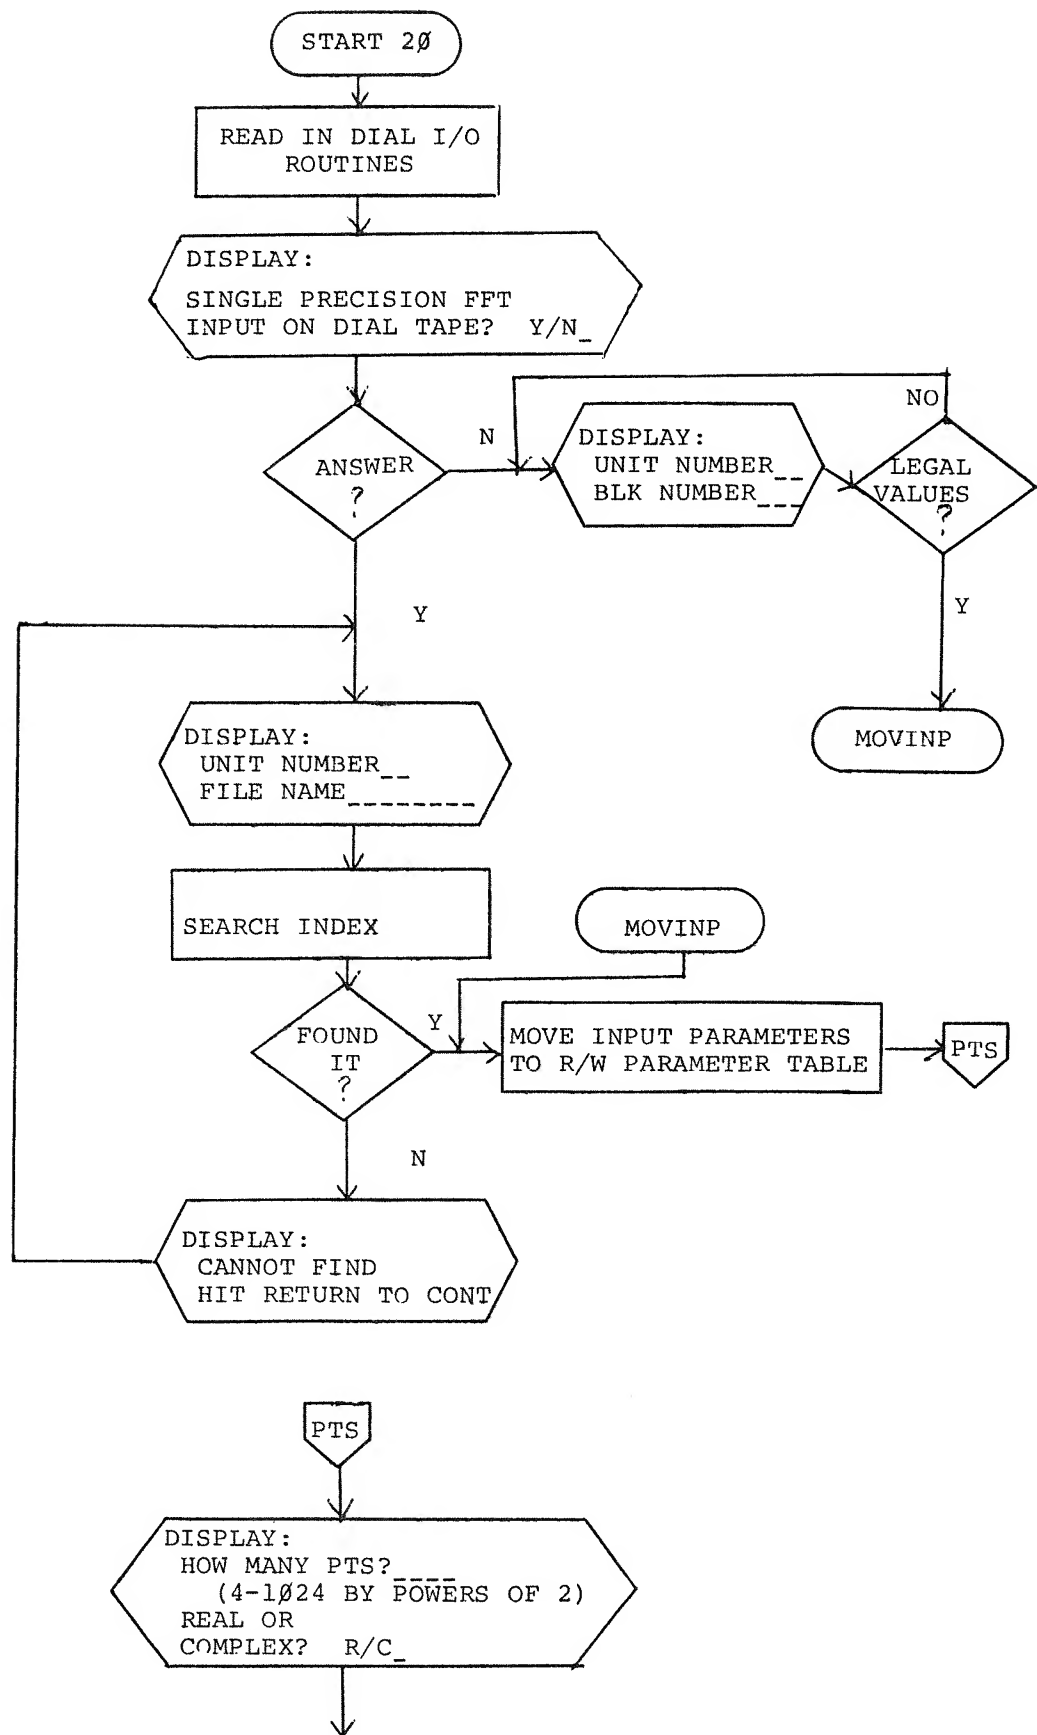 START 2Ø
READ IN DIAL I/O
ROUTINES
DISPLAY:
SINGLE PRECISION FFT
INPUT ON DIAL TAPE? Y/N_
ANSWER
?
N
DISPLAY:
UNIT NUMBER__
BLK NUMBER___
NO
LEGAL
VALUES
?
Y
Y
MOVINP
DISPLAY:
UNIT NUMBER__
FILE NAME________
SEARCH INDEX
MOVINP
FOUND
IT
?
Y
MOVE INPUT PARAMETERS
TO R/W PARAMETER TABLE
PTS
N
DISPLAY:
CANNOT FIND
HIT RETURN TO CONT
PTS
DISPLAY:
HOW MANY PTS?____
(4-1Ø24 BY POWERS OF 2)
REAL OR
COMPLEX? R/C_